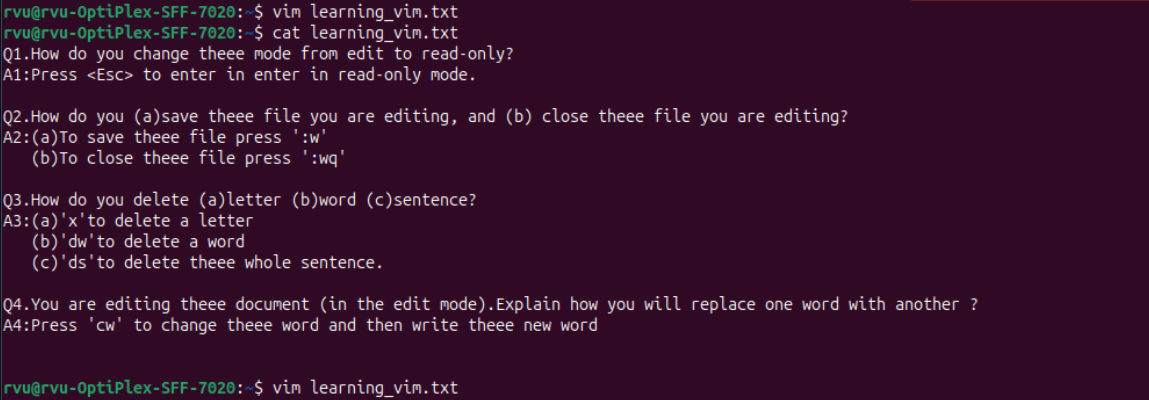 rvu@rvu-OptiPlex-SFF-7020:~$ vim learning_vim.txt
rvu@rvu-OptiPlex-SFF-7020:~$ cat learning_vim.txt
Q1.How do you change theee mode from edit to read-only?
A1:Press <Esc> to enter in enter in read-only mode.

Q2.How do you (a)save theee file you are editing, and (b) close theee file you are editing?
A2:(a)To save theee file press ':w'
   (b)To close theee file press ':wq'

Q3.How do you delete (a)letter (b)word (c)sentence?
A3:(a)'x'to delete a letter
   (b)'dw'to delete a word
   (c)'ds'to delete theee whole sentence.

Q4.You are editing theee document (in the edit mode).Explain how you will replace one word with another ?
A4:Press 'cw' to change theee word and then write theee new word

rvu@rvu-OptiPlex-SFF-7020:~$ vim learning_vim.txt